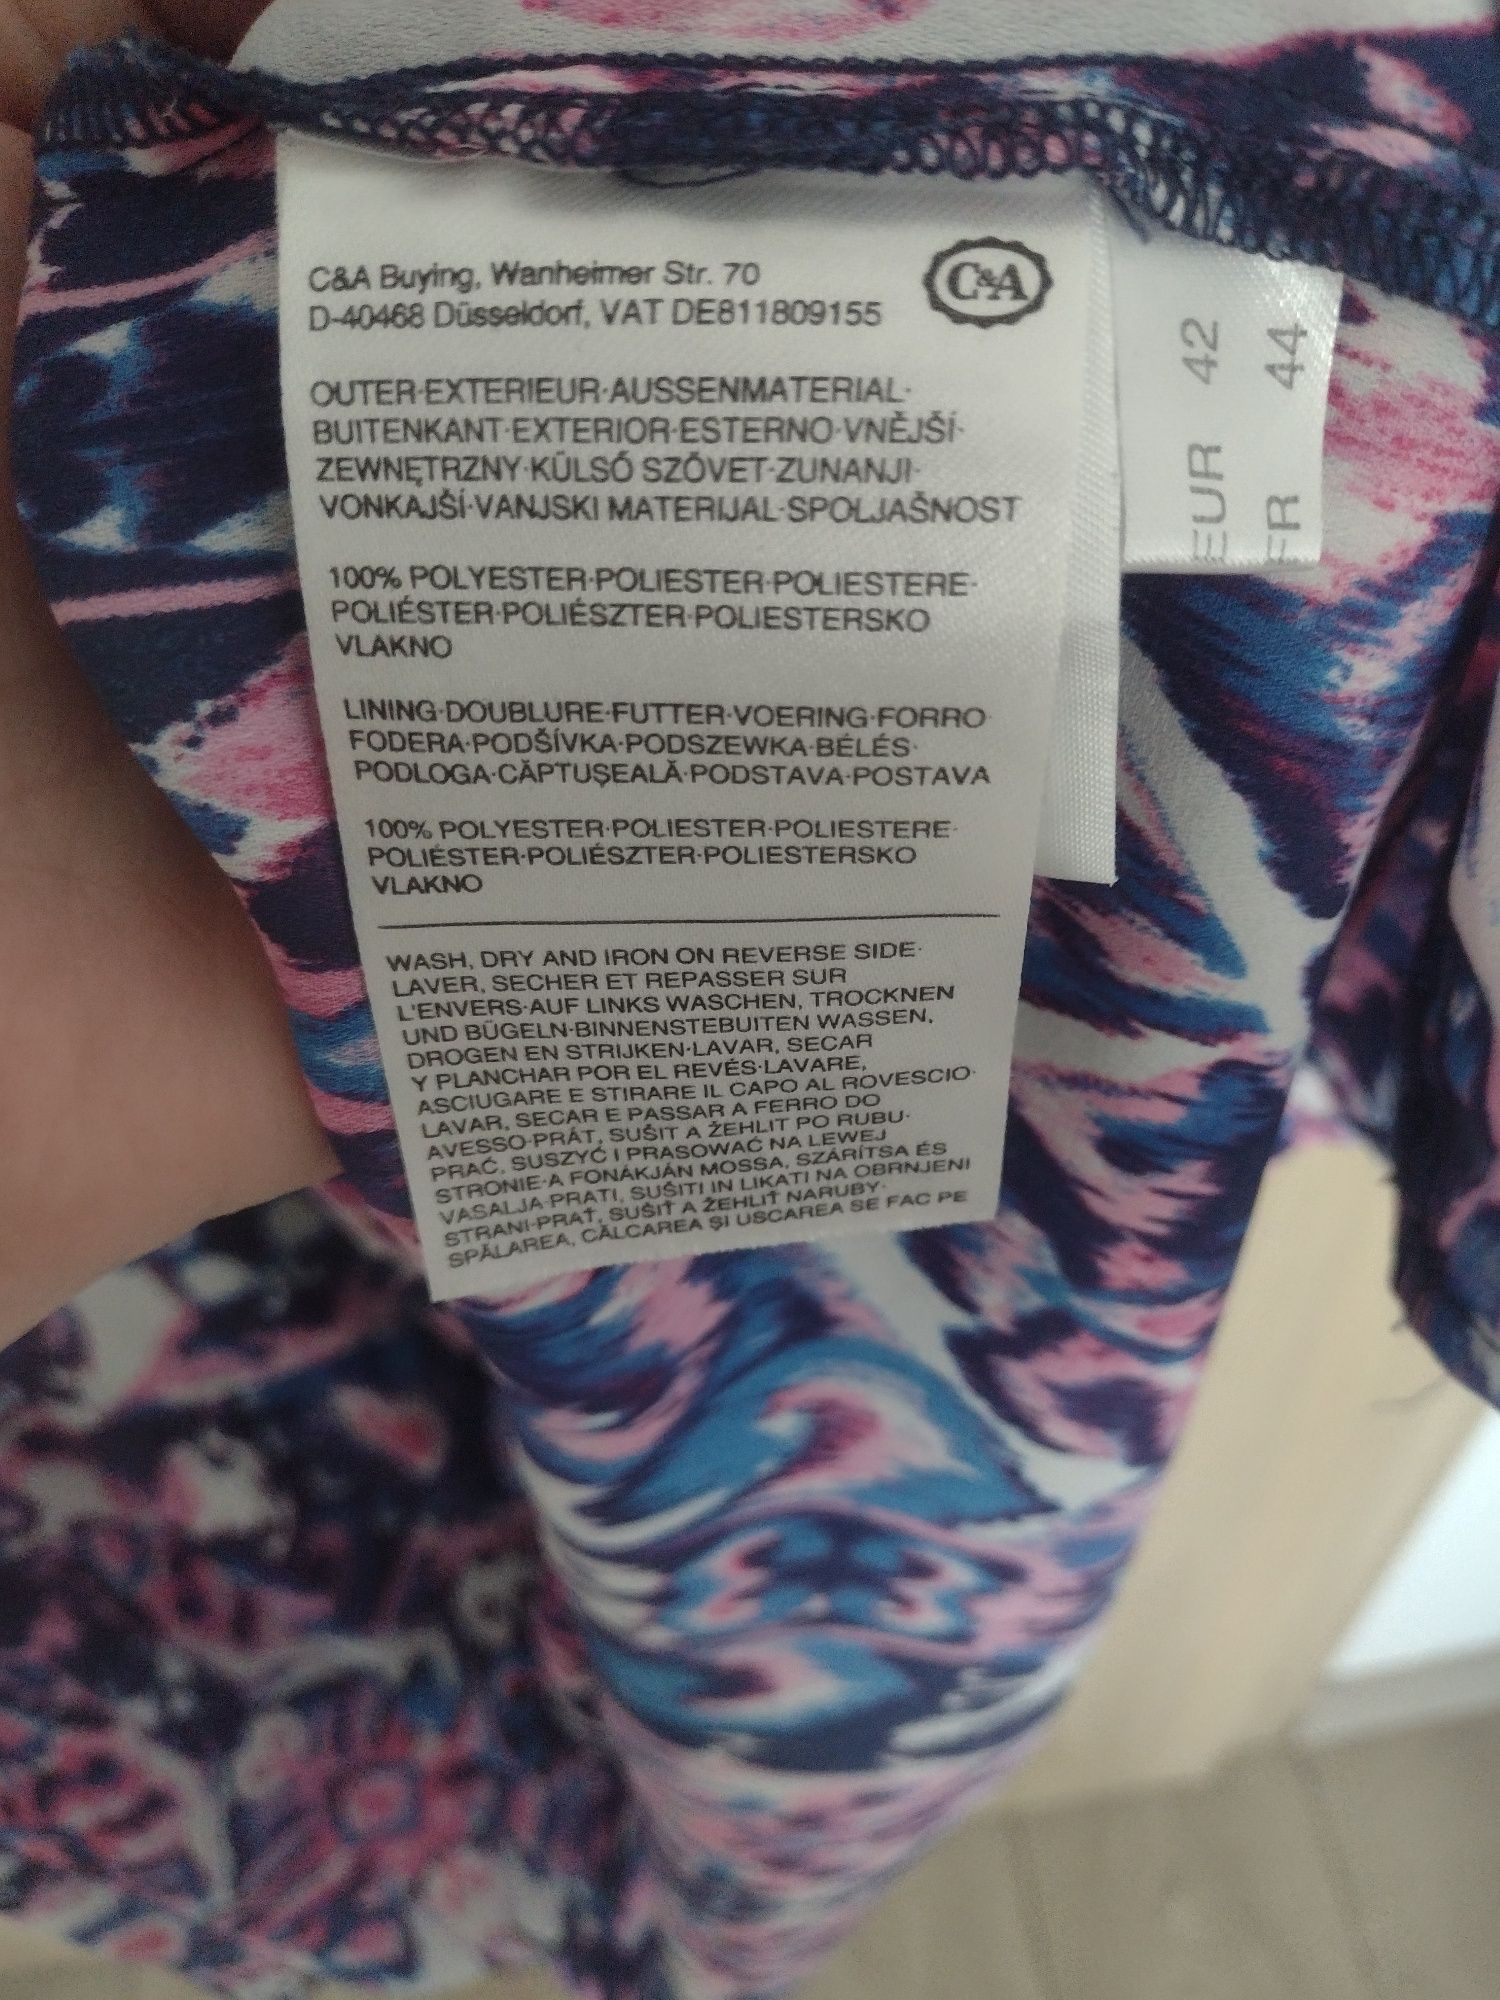 C&A Buying, Wanheimer Str. 70
D-40468 Düsseldorf, VAT DE811809155
C&A
OUTER·EXTERIEUR·AUSSENMATERIAL·
BUITENKANT·EXTERIOR·ESTERNO·VNĚJŠÍ·
ZEWNĘTRZNY·KÜLSŐ SZÖVET·ZUNANJI·
VONKAJŠÍ·VANJSKI MATERIJAL·SPOLJAŠNOST
100% POLYESTER·POLIESTER·POLIESTERE·
POLIÉSTER·POLIÉSZTER·POLIESTERSKO
VLAKNO
LINING·DOUBLURE·FUTTER·VOERING·FORRO
FODERA·PODŠÍVKA·PODSZEWKA·BÉLÉS·
PODLOGA·CĂPTUŞEALĂ·PODSTAVA·POSTAVA
100% POLYESTER·POLIESTER·POLIESTERE·
POLIÉSTER·POLIÉSZTER·POLIESTERSKO
VLAKNO
WASH, DRY AND IRON ON REVERSE SIDE·
LAVER, SECHER ET REPASSER SUR
L'ENVERS·AUF LINKS WASCHEN, TROCKNEN
UND BÜGELN·BINNENSTEBUITEN WASSEN,
DROGEN EN STRIJKEN·LAVAR, SECAR
Y PLANCHAR POR EL REVÉS·LAVARE,
ASCIUGARE E STIRARE IL CAPO AL ROVESCIO·
LAVAR, SECAR E PASSAR A FERRO DO
AVESSO·PRÁT, SUŠIT A ŽEHLIT PO RUBU·
PRAĆ, SUSZYĆ I PRASOWAĆ NA LEWEJ
STRONIE·A FONÁKJÁN MOSSA, SZÁRÍTSA ÉS
VASALJA·PRATI, SUŠITI IN LIKATI NA OBRNJENI
STRANI·PRAŤ, SUŠIŤ A ŽEHLIŤ NARUBY·
SPĂLAREA, CĂLCAREA ŞI USCAREA SE FAC PE
EUR 42
FR 44